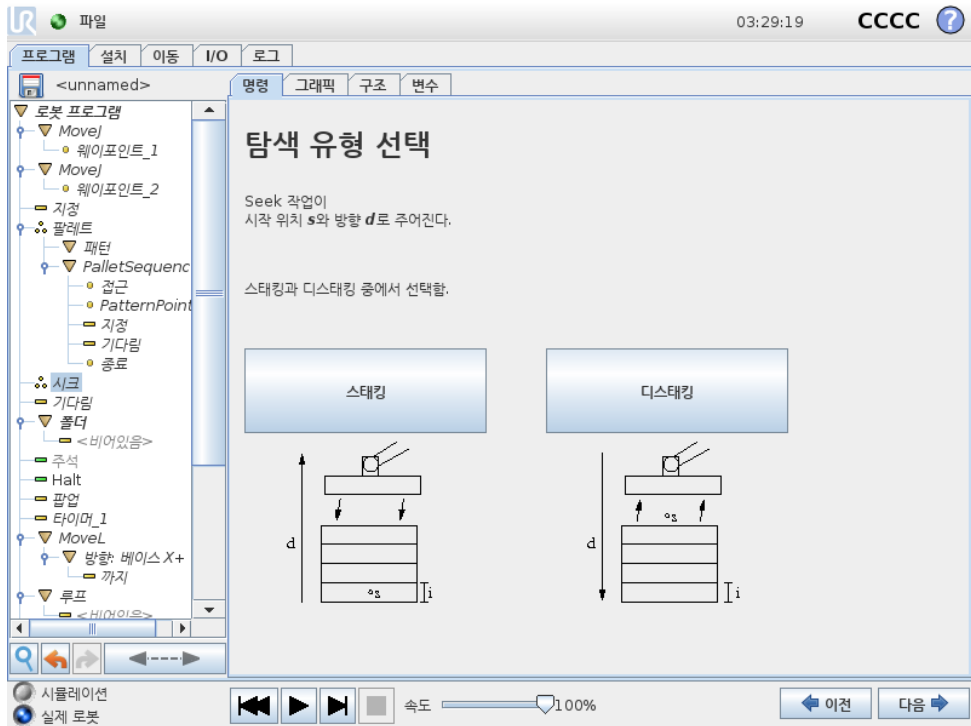 UR 파일 03:29:19 CCCC ?
프로그램 설치 이동 I/O 로그
<unnamed>
명령 그래픽 구조 변수
로봇 프로그램
MoveJ
웨이포인트_1
MoveJ
웨이포인트_2
지정
팔레트
패턴
PalletSequenc
접근
PatternPoint
지정
기다림
종료
시크
기다림
폴더
<비어있음>
주석
Halt
팝업
타이머_1
MoveL
방향: 베이스 X+
까지
루프
<비어있음>
탐색 유형 선택
Seek 작업이
시작 위치 s와 방향 d로 주어진다.
스태킹과 디스태킹 중에서 선택함.
스태킹 디스태킹
d s i
d s i
시뮬레이션
실제 로봇
속도 100%
이전 다음